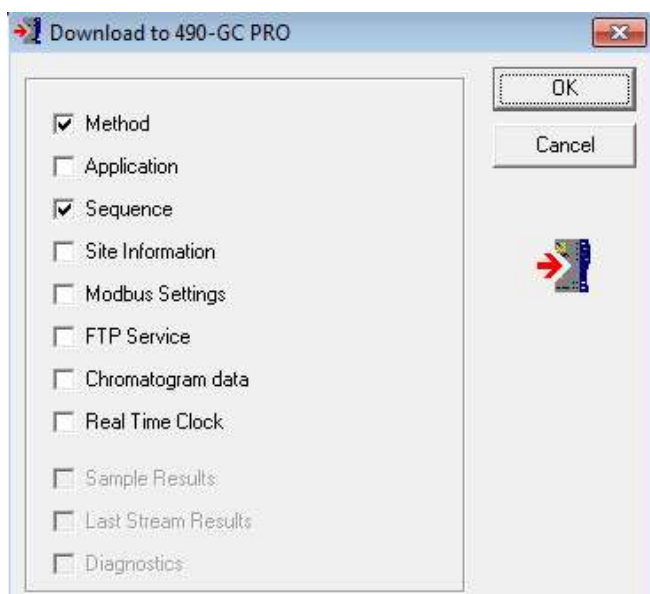 Download to 490-GC PRO
OK
Method
Cancel
Application
Sequence
Site Information
Modbus Settings
FTP Service
Chromatogram data
Real Time Clock
Sample Results
Last Stream Results
Diagnostics